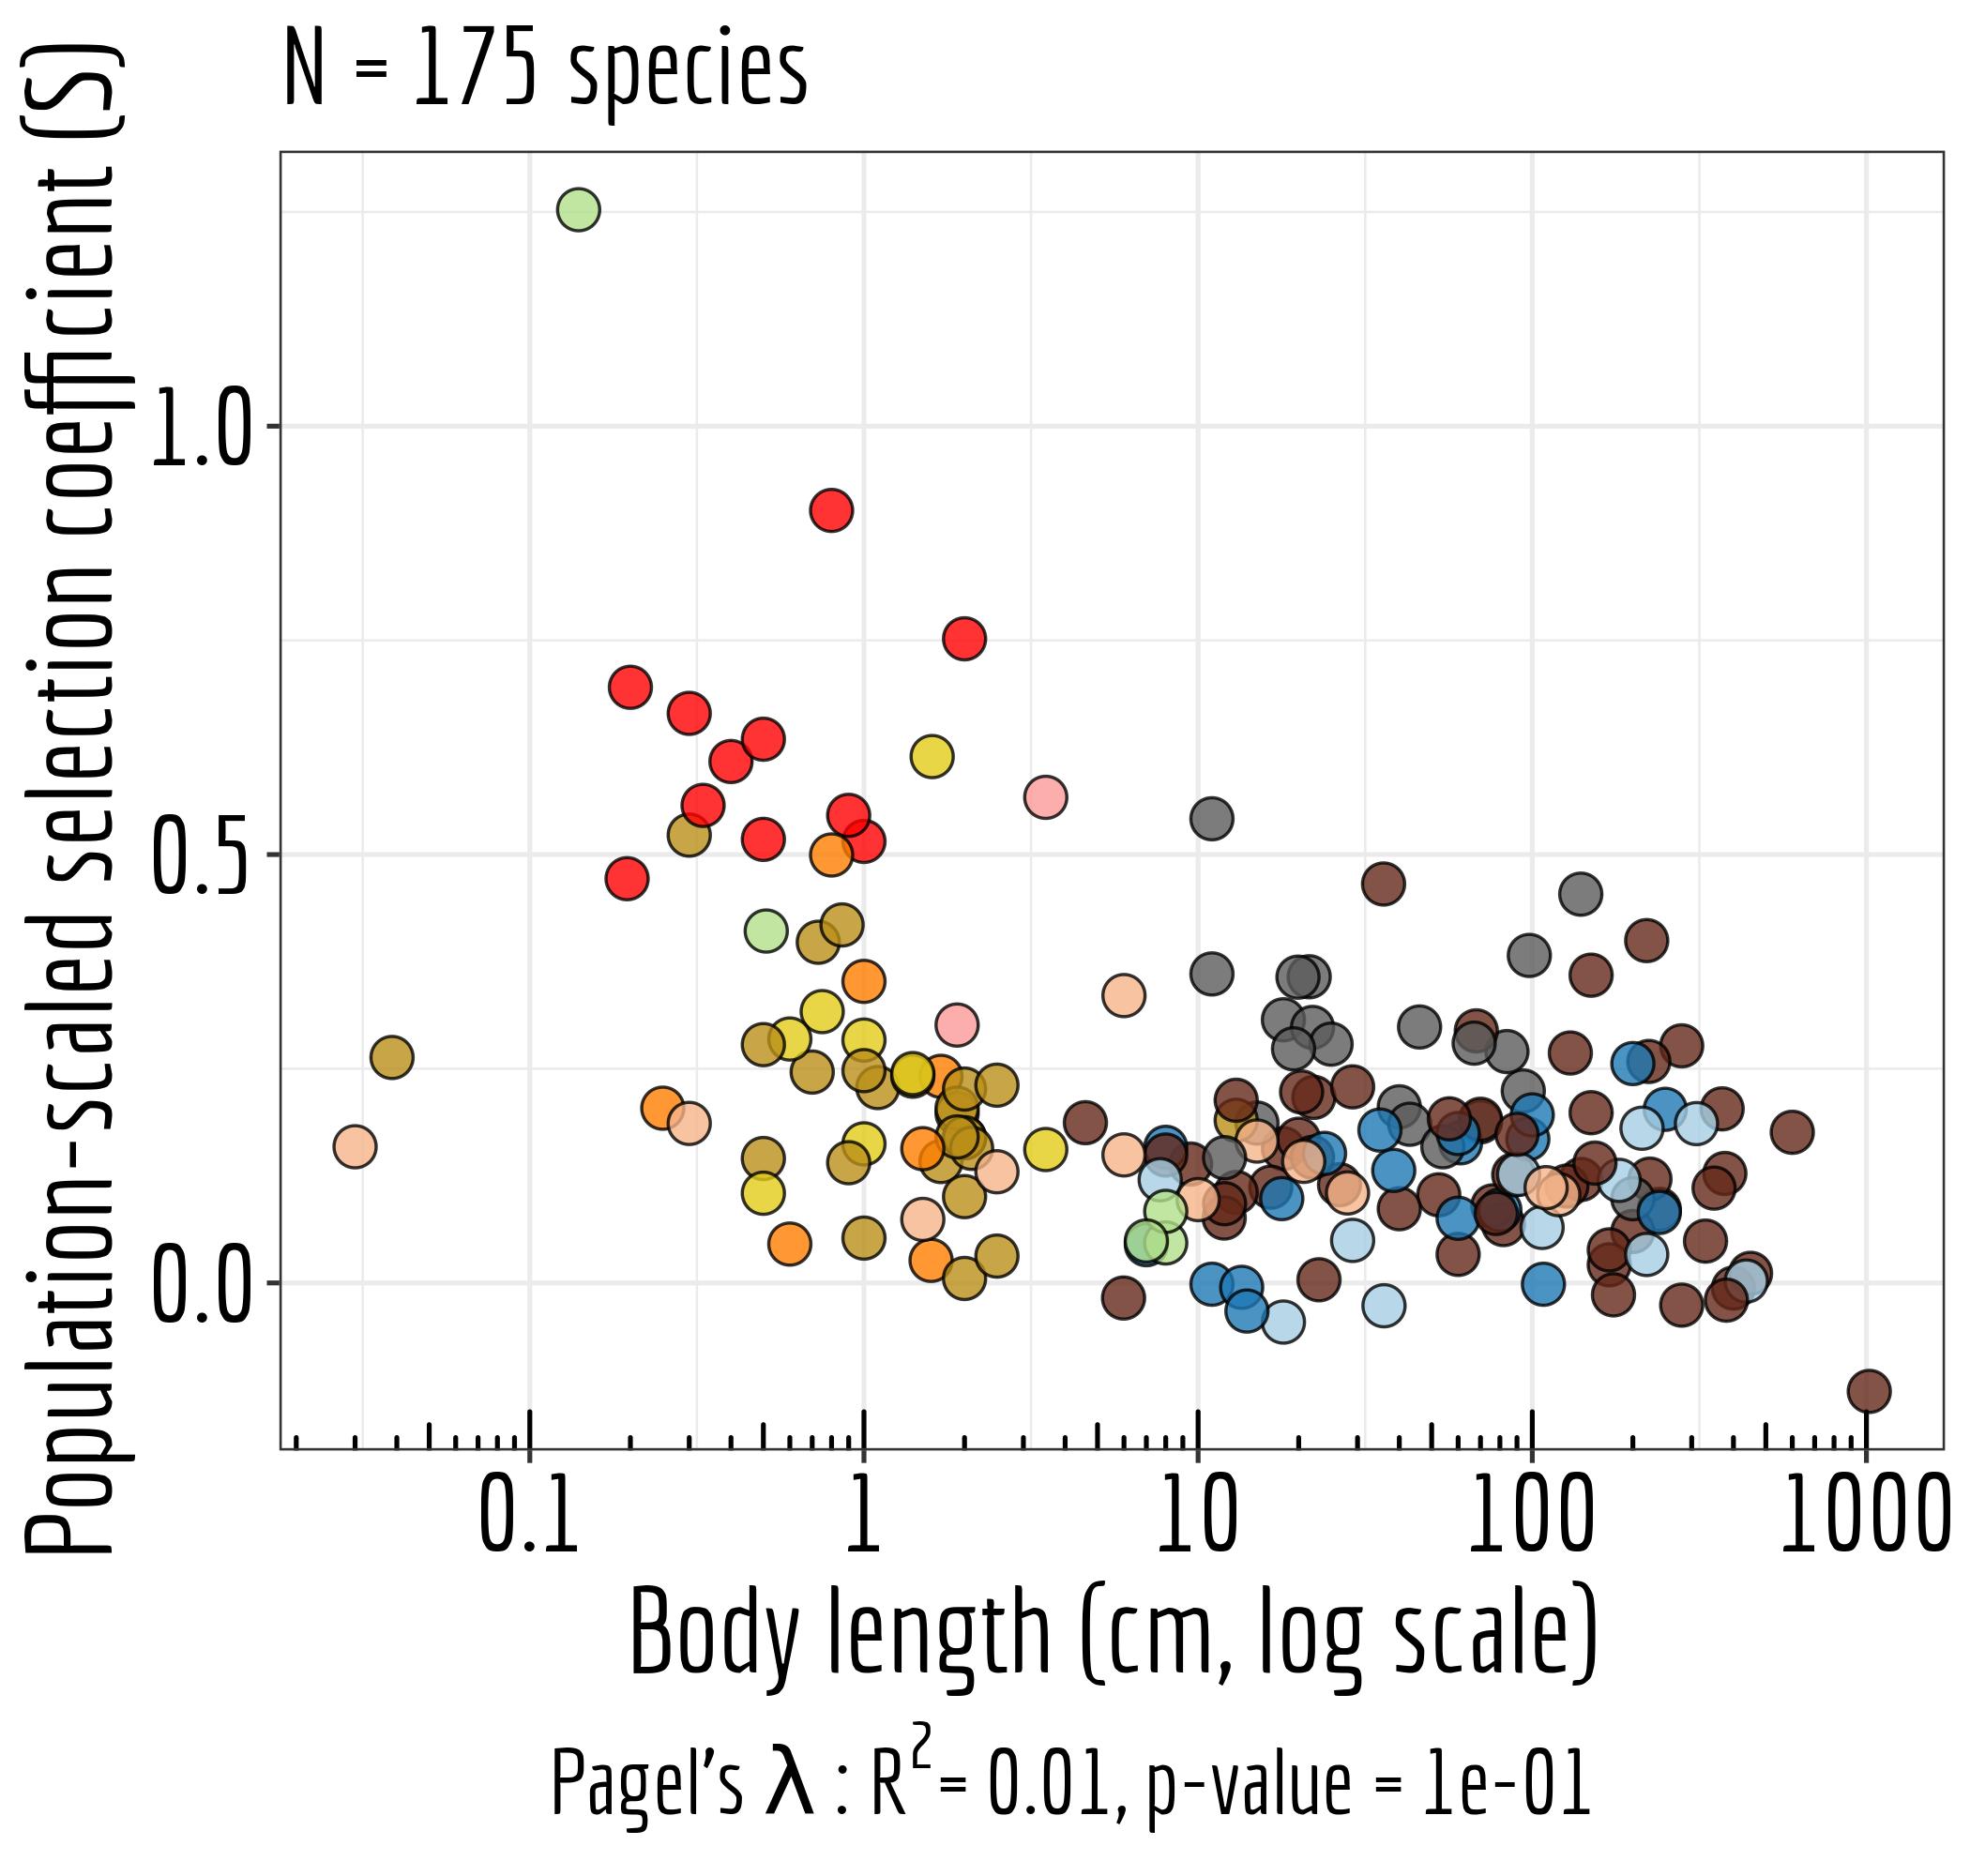 N = 175 species
Population-scaled selection coefficient (S)
1.0
0.5
0.0
0.1 1 10 100 1000
Body length (cm, log scale)
Pagel's λ : R² = 0.01, p-value = 1e-01